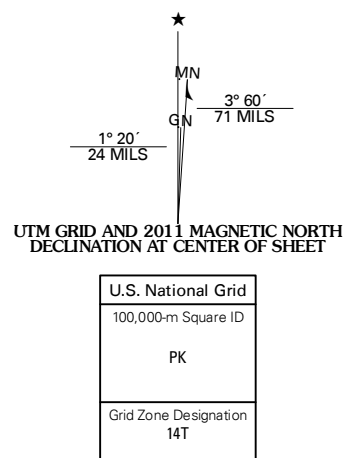 ★
MN
3° 60´
71 MILS
GN
1° 20´
24 MILS
UTM GRID AND 2011 MAGNETIC NORTH
DECLINATION AT CENTER OF SHEET
U.S. National Grid
100,000-m Square ID
PK
Grid Zone Designation
14T